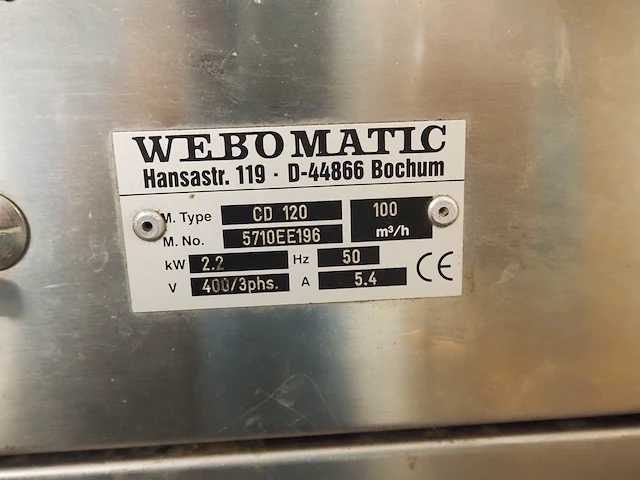 WEBOMATIC
Hansastr. 119 · D-44866 Bochum
M. Type CD 120 100
M. No. 5710EE196 m³/h
kW 2.2 Hz 50
V 400/3phs. A 5.4 CE